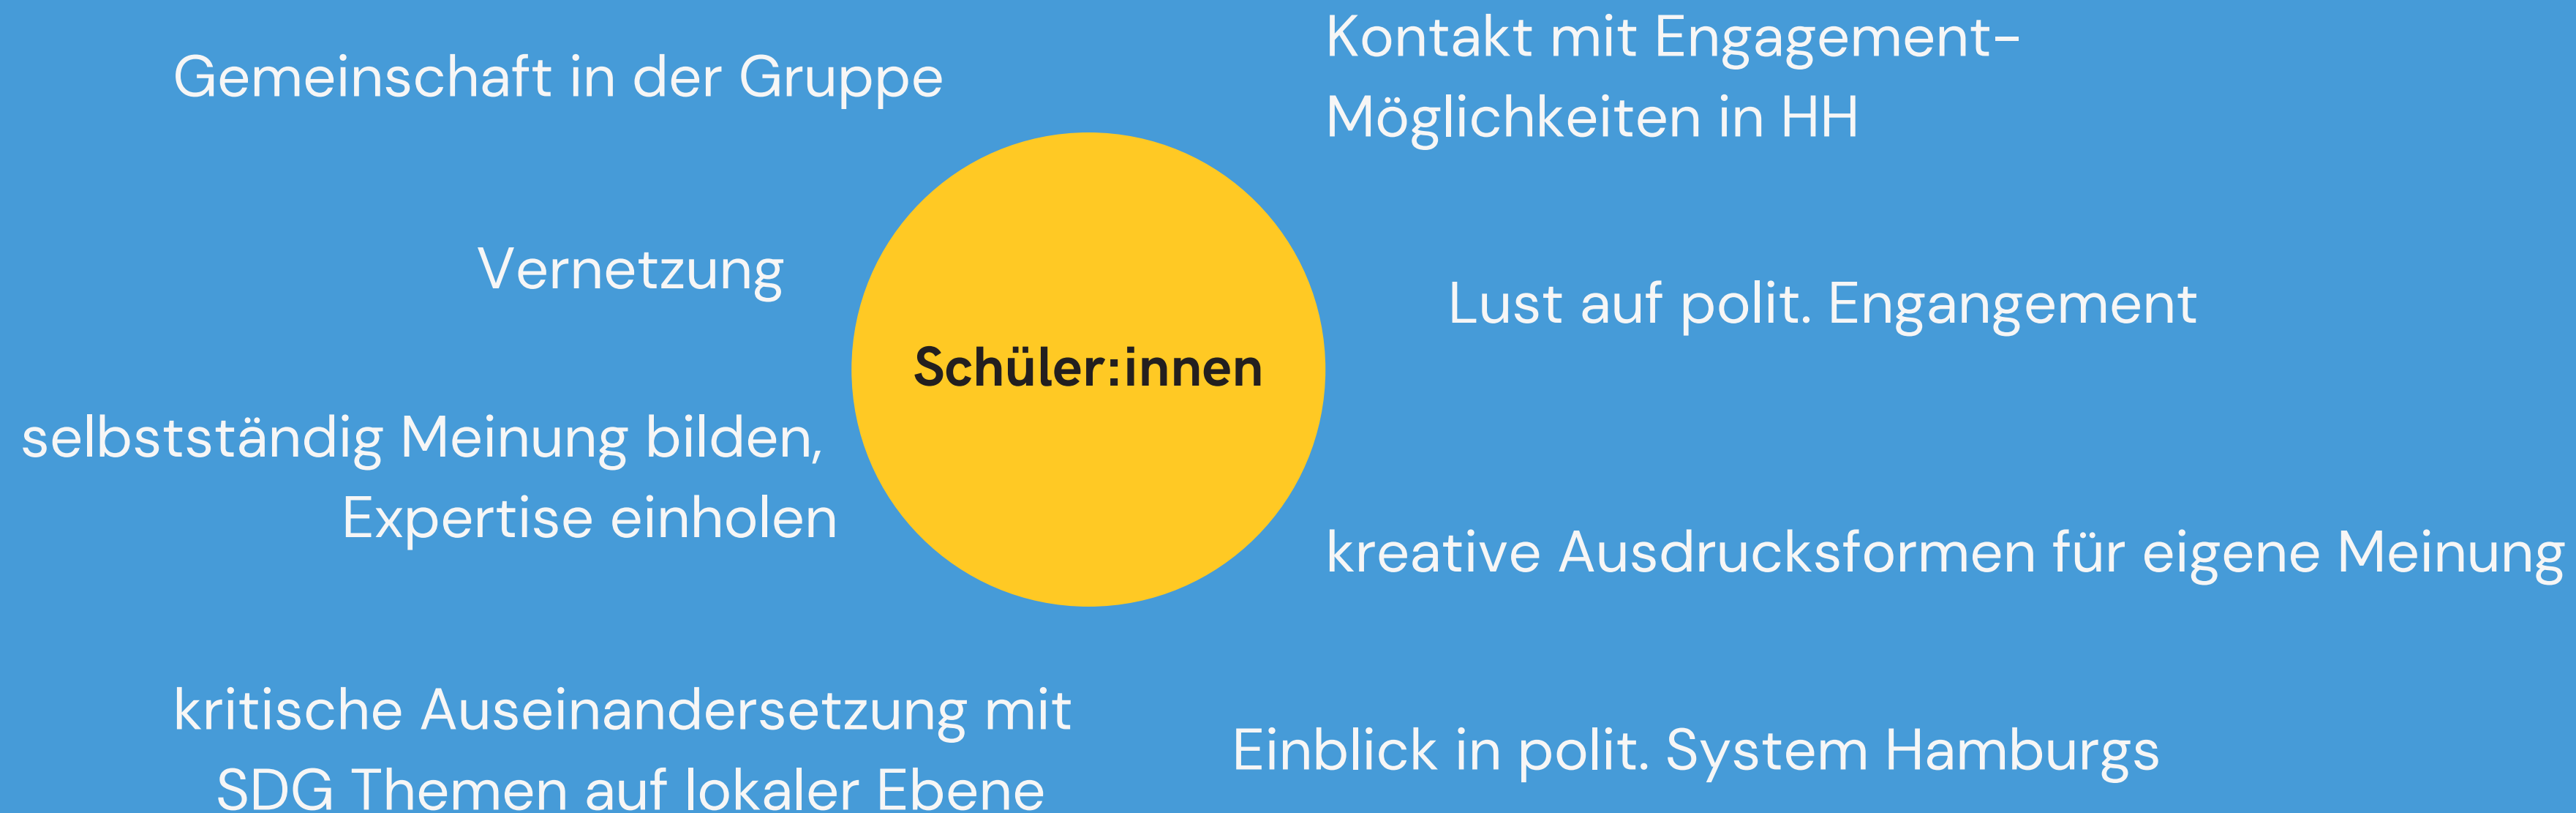 Gemeinschaft in der Gruppe
Vernetzung
selbstständig Meinung bilden,
Expertise einholen
kritische Auseinandersetzung mit
SDG Themen auf lokaler Ebene
Schüler:innen
Kontakt mit Engagement-
Möglichkeiten in HH
Lust auf polit. Engangement
kreative Ausdrucksformen für eigene Meinung
Einblick in polit. System Hamburgs